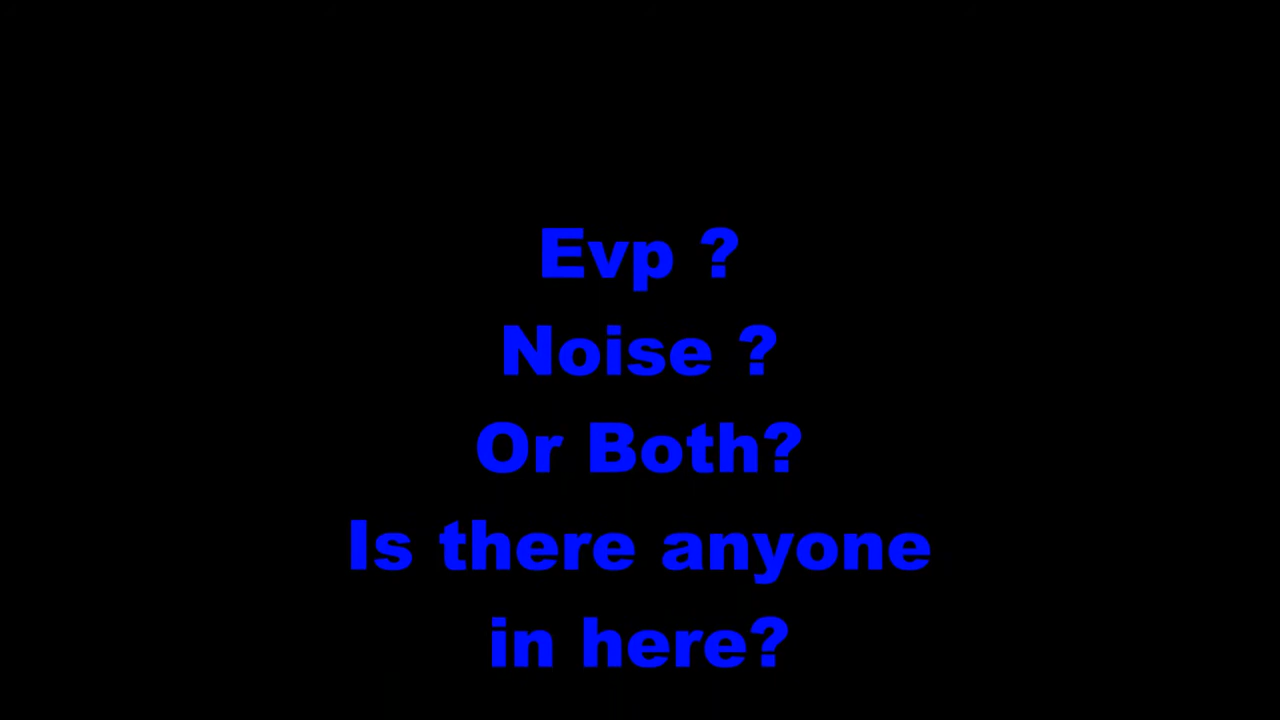 Evp ?
Noise ?
Or Both?
Is there anyone
in here?